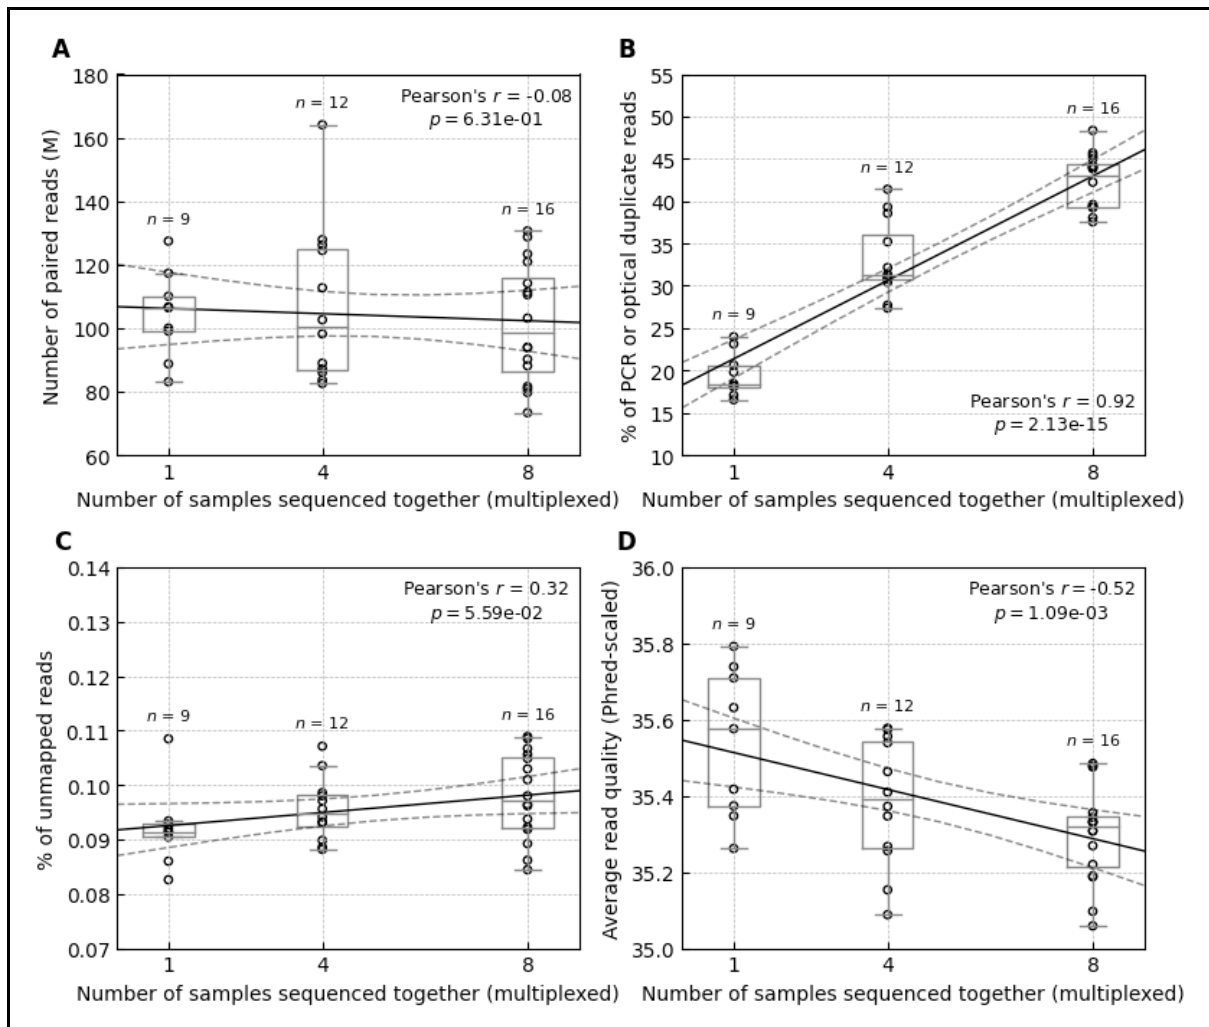 A
180
160
140
120
100
80
60
Number of paired reads (M)
n = 9
n = 12
n = 16
Pearson's r = -0.08
p = 6.31e-01
1
4
8
Number of samples sequenced together (multiplexed)
B
55
50
45
40
35
30
25
20
15
10
% of PCR or optical duplicate reads
n = 9
n = 12
n = 16
Pearson's r = 0.92
p = 2.13e-15
1
4
8
Number of samples sequenced together (multiplexed)
C
0.14
0.13
0.12
0.11
0.10
0.09
0.08
0.07
% of unmapped reads
n = 9
n = 12
n = 16
Pearson's r = 0.32
p = 5.59e-02
1
4
8
Number of samples sequenced together (multiplexed)
D
36.0
35.8
35.6
35.4
35.2
35.0
Average read quality (Phred-scaled)
n = 9
n = 12
n = 16
Pearson's r = -0.52
p = 1.09e-03
1
4
8
Number of samples sequenced together (multiplexed)